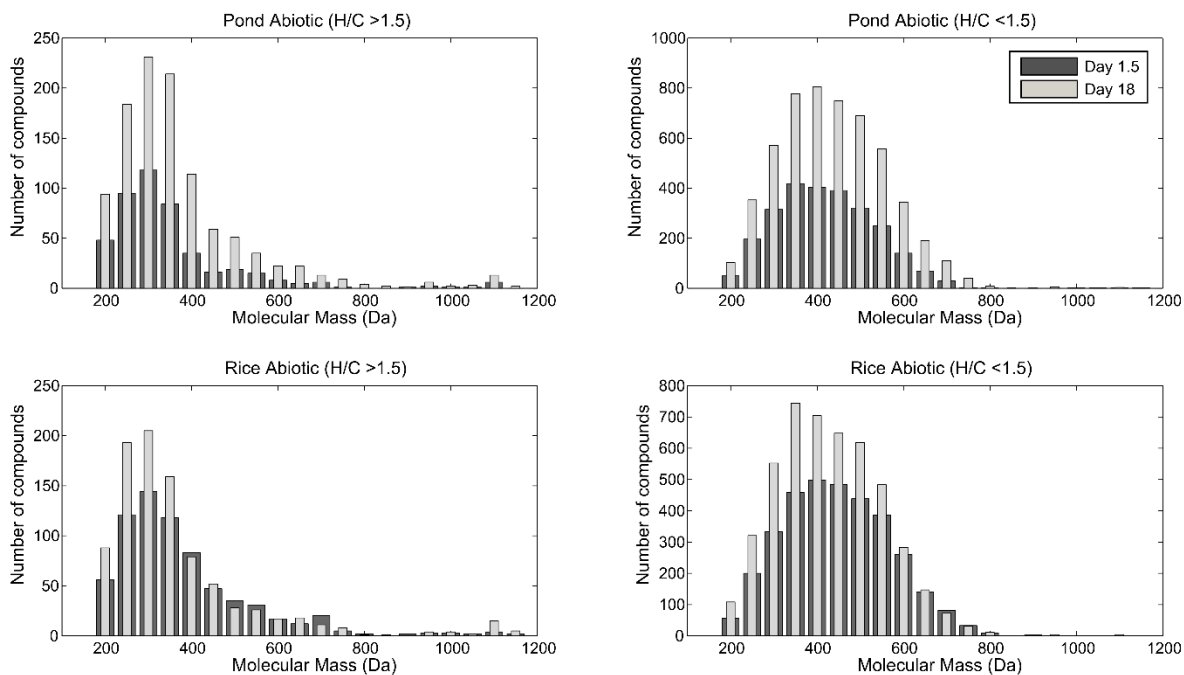 Pond Abiotic (H/C >1.5)
Number of compounds
250
200
150
100
50
0
200 400 600 800 1000 1200
Molecular Mass (Da)
Pond Abiotic (H/C <1.5)
Day 1.5
Day 18
Number of compounds
1000
800
600
400
200
0
200 400 600 800 1000 1200
Molecular Mass (Da)
Rice Abiotic (H/C >1.5)
Number of compounds
250
200
150
100
50
0
200 400 600 800 1000 1200
Molecular Mass (Da)
Rice Abiotic (H/C <1.5)
Number of compounds
800
700
600
500
400
300
200
100
0
200 400 600 800 1000 1200
Molecular Mass (Da)